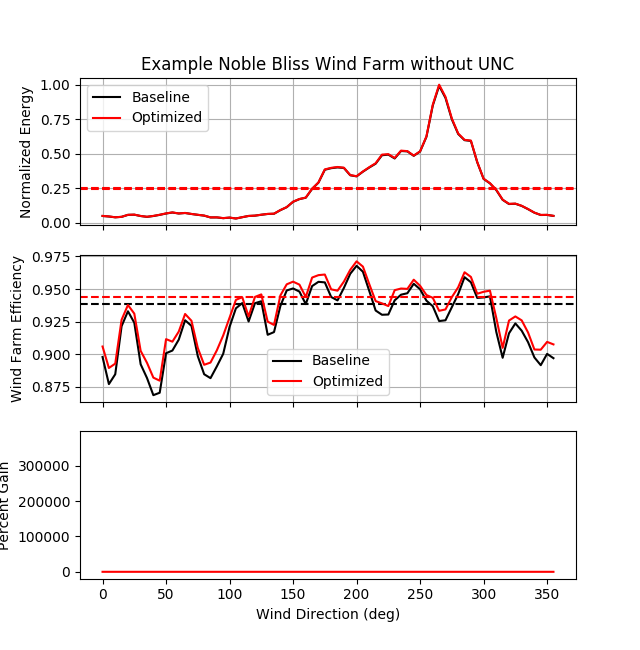 Example Noble Bliss Wind Farm without UNC
Normalized Energy
1.00
0.75
0.50
0.25
0.00
Baseline
Optimized
Wind Farm Efficiency
0.975
0.950
0.925
0.900
0.875
Baseline
Optimized
Percent Gain
300000
200000
100000
0
0 50 100 150 200 250 300 350
Wind Direction (deg)